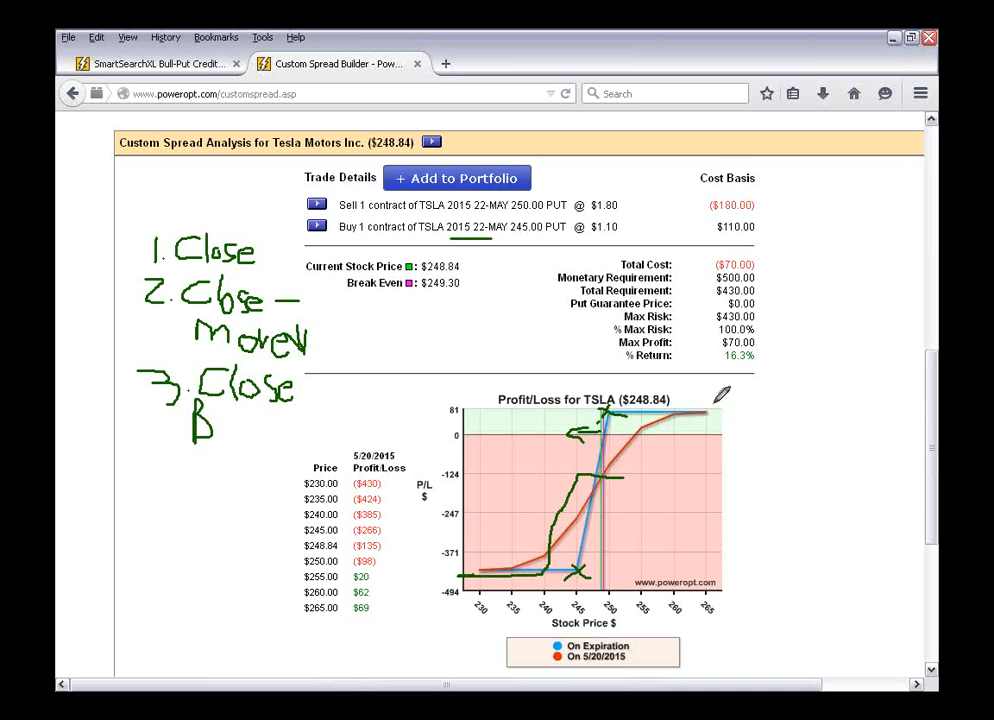 File Edit View History Bookmarks Tools Help
SmartSearchXL Bull-Put Credit... × Custom Spread Builder - Pow... × +
www.poweropt.com/customspread.asp Search
Custom Spread Analysis for Tesla Motors Inc. ($248.84)
Trade Details + Add to Portfolio Cost Basis
Sell 1 contract of TSLA 2015 22-MAY 250.00 PUT @ $1.80 ($180.00)
Buy 1 contract of TSLA 2015 22-MAY 245.00 PUT @ $1.10 $110.00
1. Close
2. Close –
3. Close
B
Current Stock Price : $248.84
Break Even : $249.30
Total Cost: ($70.00)
Monetary Requirement: $500.00
Total Requirement: $430.00
Put Guarantee Price: $0.00
Max Risk: $430.00
% Max Risk: 100.0%
Max Profit: $70.00
% Return: 16.3%
5/20/2015
Price Profit/Loss
$230.00 ($430)
$235.00 ($424)
$240.00 ($385)
$245.00 ($266)
$248.84 ($135)
$250.00 ($98)
$255.00 $20
$260.00 $62
$265.00 $69
Profit/Loss for TSLA ($248.84)
P/L
$
81
0
-124
-247
-371
-494
www.poweropt.com
230 235 240 245 250 255 260 265
Stock Price $
On Expiration
On 5/20/2015